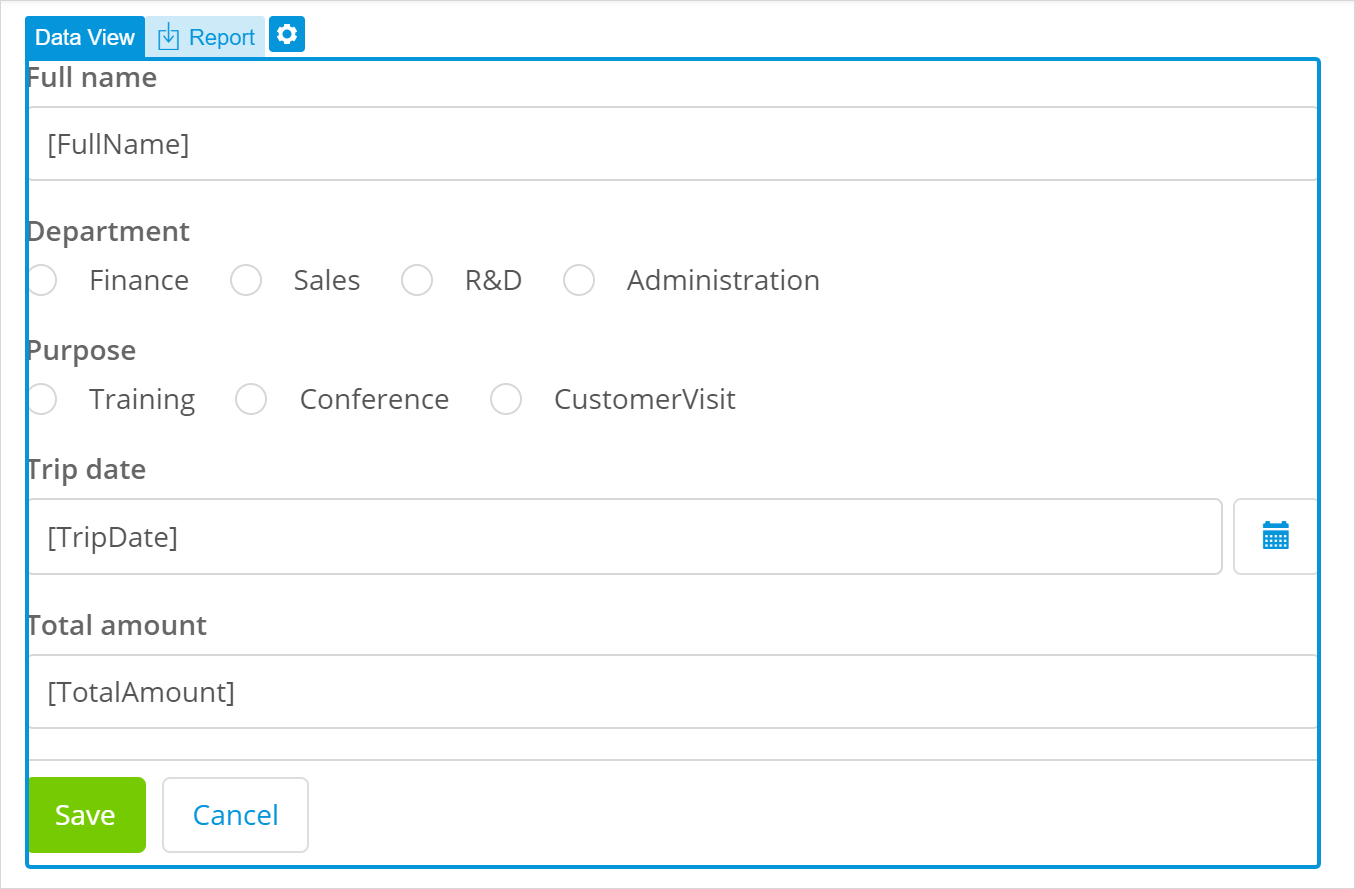 Data View Report
Full name
[FullName]
Department
Finance Sales R&D Administration
Purpose
Training Conference CustomerVisit
Trip date
[TripDate]
Total amount
[TotalAmount]
Save Cancel